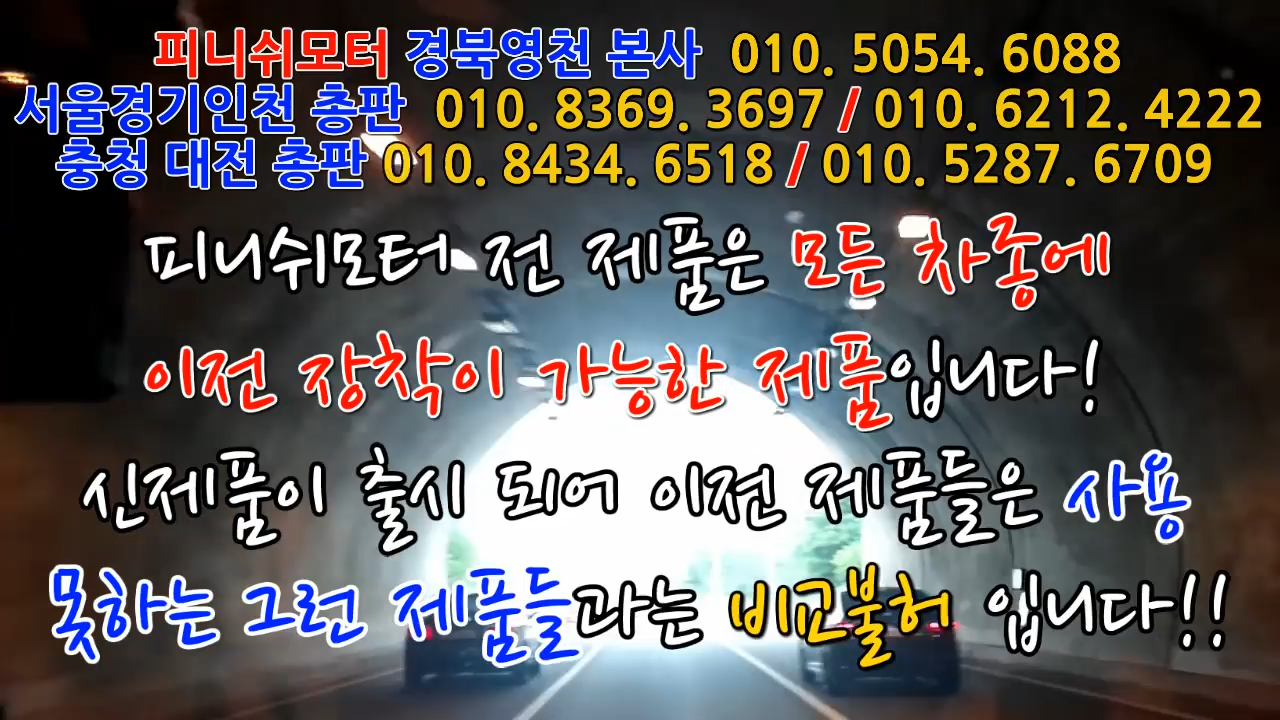 피니쉬모터 경북영천 본사 010. 5054. 6088
서울경기인천 총판 010. 8369. 3697 / 010. 6212. 4222
충청 대전 총판 010. 8434. 6518 / 010. 5287. 6709
피니쉬모터 전 제품은 모든 차종에
이전 장착이 가능한 제품입니다!
신제품이 출시 되어 이전 제품들은 사용
못하는 그런 제품들과는 비교불허 입니다!!